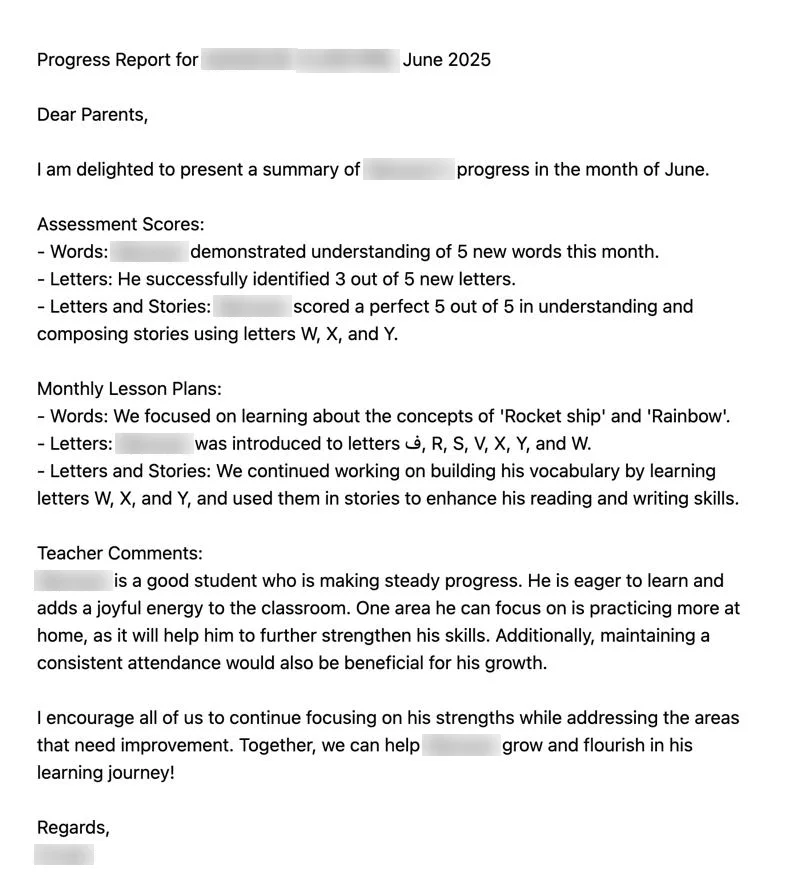 Progress Report for June 2025
Dear Parents,
I am delighted to present a summary of progress in the month of June.
Assessment Scores:
- Words: demonstrated understanding of 5 new words this month.
- Letters: He successfully identified 3 out of 5 new letters.
- Letters and Stories: scored a perfect 5 out of 5 in understanding and
composing stories using letters W, X, and Y.
Monthly Lesson Plans:
- Words: We focused on learning about the concepts of 'Rocket ship' and 'Rainbow'.
- Letters: was introduced to letters ف, R, S, V, X, Y, and W.
- Letters and Stories: We continued working on building his vocabulary by learning
letters W, X, and Y, and used them in stories to enhance his reading and writing skills.
Teacher Comments:
is a good student who is making steady progress. He is eager to learn and
adds a joyful energy to the classroom. One area he can focus on is practicing more at
home, as it will help him to further strengthen his skills. Additionally, maintaining a
consistent attendance would also be beneficial for his growth.
I encourage all of us to continue focusing on his strengths while addressing the areas
that need improvement. Together, we can help grow and flourish in his
learning journey!
Regards,